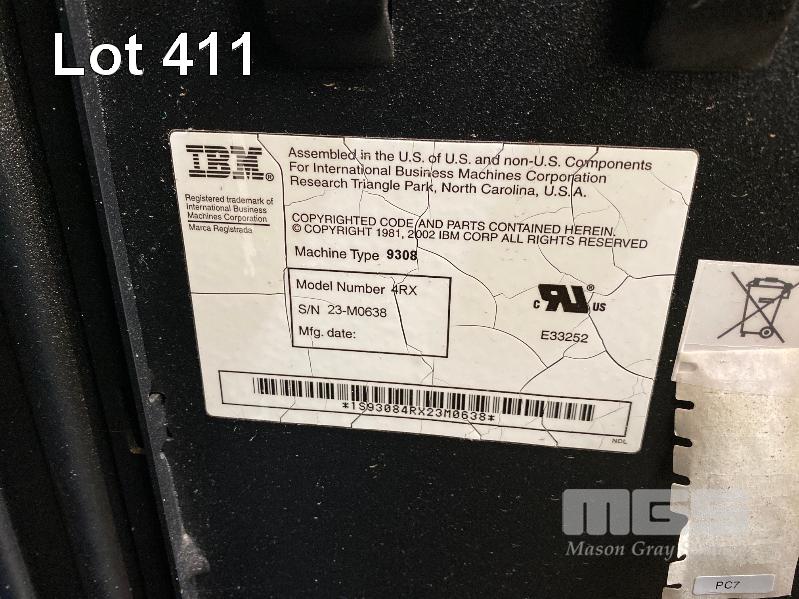 Lot 411
IBM®
Registered trademark of
International Business
Machines Corporation
Marca Registrada
Assembled in the U.S. of U.S. and non-U.S. Components
For International Business Machines Corporation
Research Triangle Park, North Carolina, U.S.A.
COPYRIGHTED CODE AND PARTS CONTAINED HEREIN.
© COPYRIGHT 1981, 2002 IBM CORP ALL RIGHTS RESERVED
Machine Type 9308
Model Number 4RX
S/N 23-M0638
Mfg. date:
c RU® US
E33252
*1S93084RX23M0638*
NDL
MGS
Mason Gray
PC7